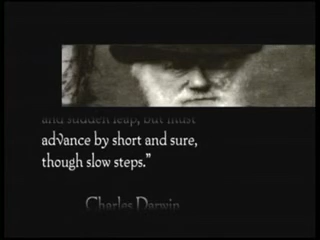 and sudden leap, but must
advance by short and sure,
though slow steps.”
Charles Darwin